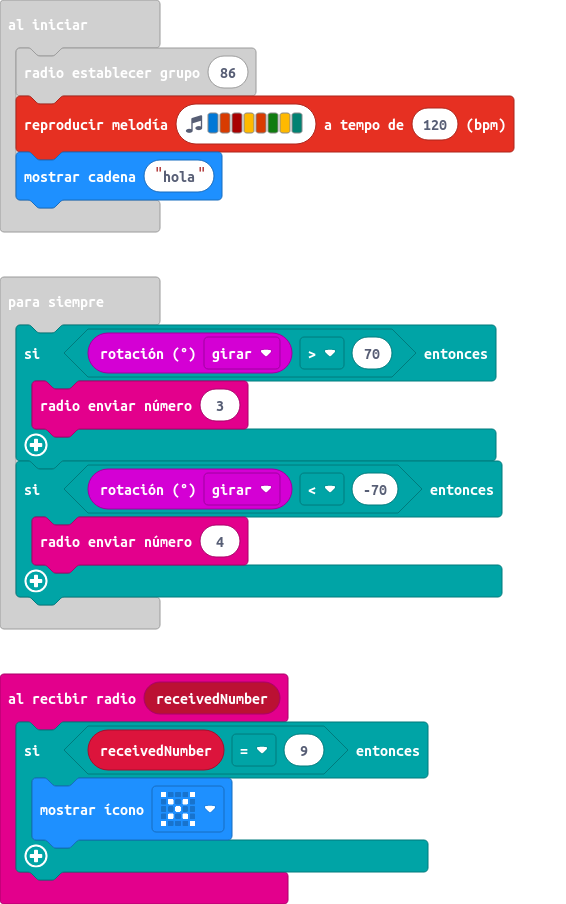 al iniciar
radio establecer grupo 86
reproducir melodía a tempo de 120 (bpm)
mostrar cadena "hola"
para siempre
si rotación (°) girar > 70 entonces
radio enviar número 3
si rotación (°) girar < -70 entonces
radio enviar número 4
al recibir radio receivedNumber
si receivedNumber = 9 entonces
mostrar ícono